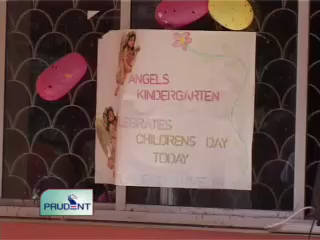 ANGELS
KINDERGARTEN
CELEBRATES
CHILDRENS DAY
TODAY
PRUDENT